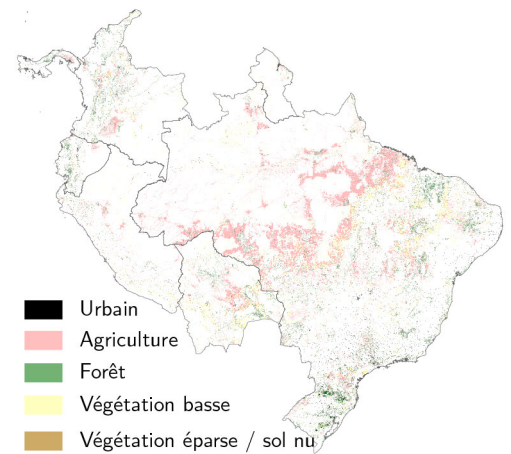 Urbain
Agriculture
Forêt
Végétation basse
Végétation éparse / sol nu